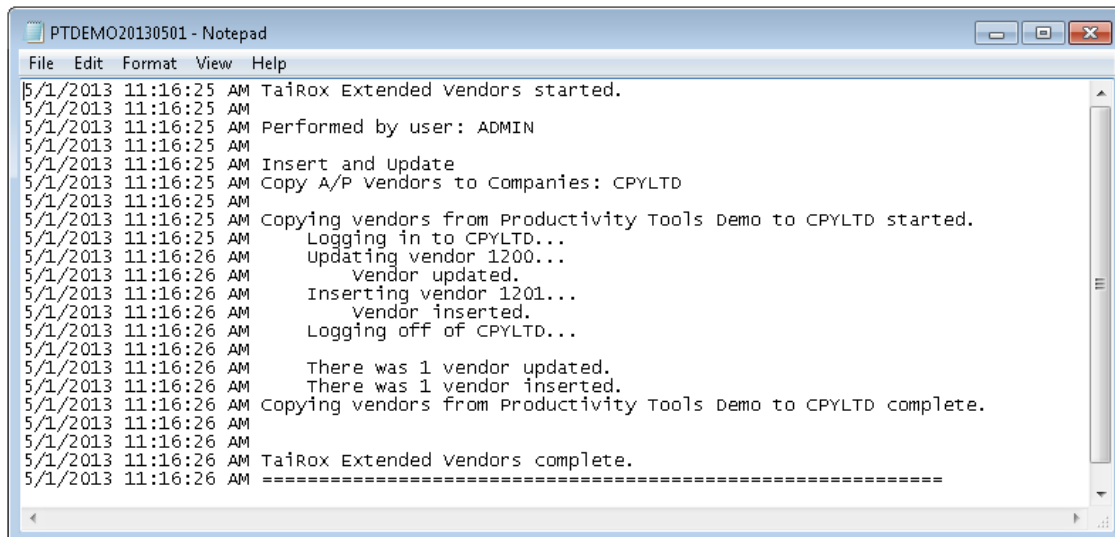 PTDEMO20130501 - Notepad
File Edit Format View Help
5/1/2013 11:16:25 AM TaiRox Extended Vendors started.
5/1/2013 11:16:25 AM
5/1/2013 11:16:25 AM Performed by user: ADMIN
5/1/2013 11:16:25 AM
5/1/2013 11:16:25 AM Insert and Update
5/1/2013 11:16:25 AM Copy A/P Vendors to Companies: CPYLTD
5/1/2013 11:16:25 AM
5/1/2013 11:16:25 AM Copying vendors from Productivity Tools Demo to CPYLTD started.
5/1/2013 11:16:25 AM     Logging in to CPYLTD...
5/1/2013 11:16:26 AM     Updating vendor 1200...
5/1/2013 11:16:26 AM         Vendor updated.
5/1/2013 11:16:26 AM     Inserting vendor 1201...
5/1/2013 11:16:26 AM         Vendor inserted.
5/1/2013 11:16:26 AM     Logging off of CPYLTD...
5/1/2013 11:16:26 AM
5/1/2013 11:16:26 AM     There was 1 vendor updated.
5/1/2013 11:16:26 AM     There was 1 vendor inserted.
5/1/2013 11:16:26 AM Copying vendors from Productivity Tools Demo to CPYLTD complete.
5/1/2013 11:16:26 AM
5/1/2013 11:16:26 AM
5/1/2013 11:16:26 AM TaiRox Extended Vendors complete.
5/1/2013 11:16:26 AM ============================================================